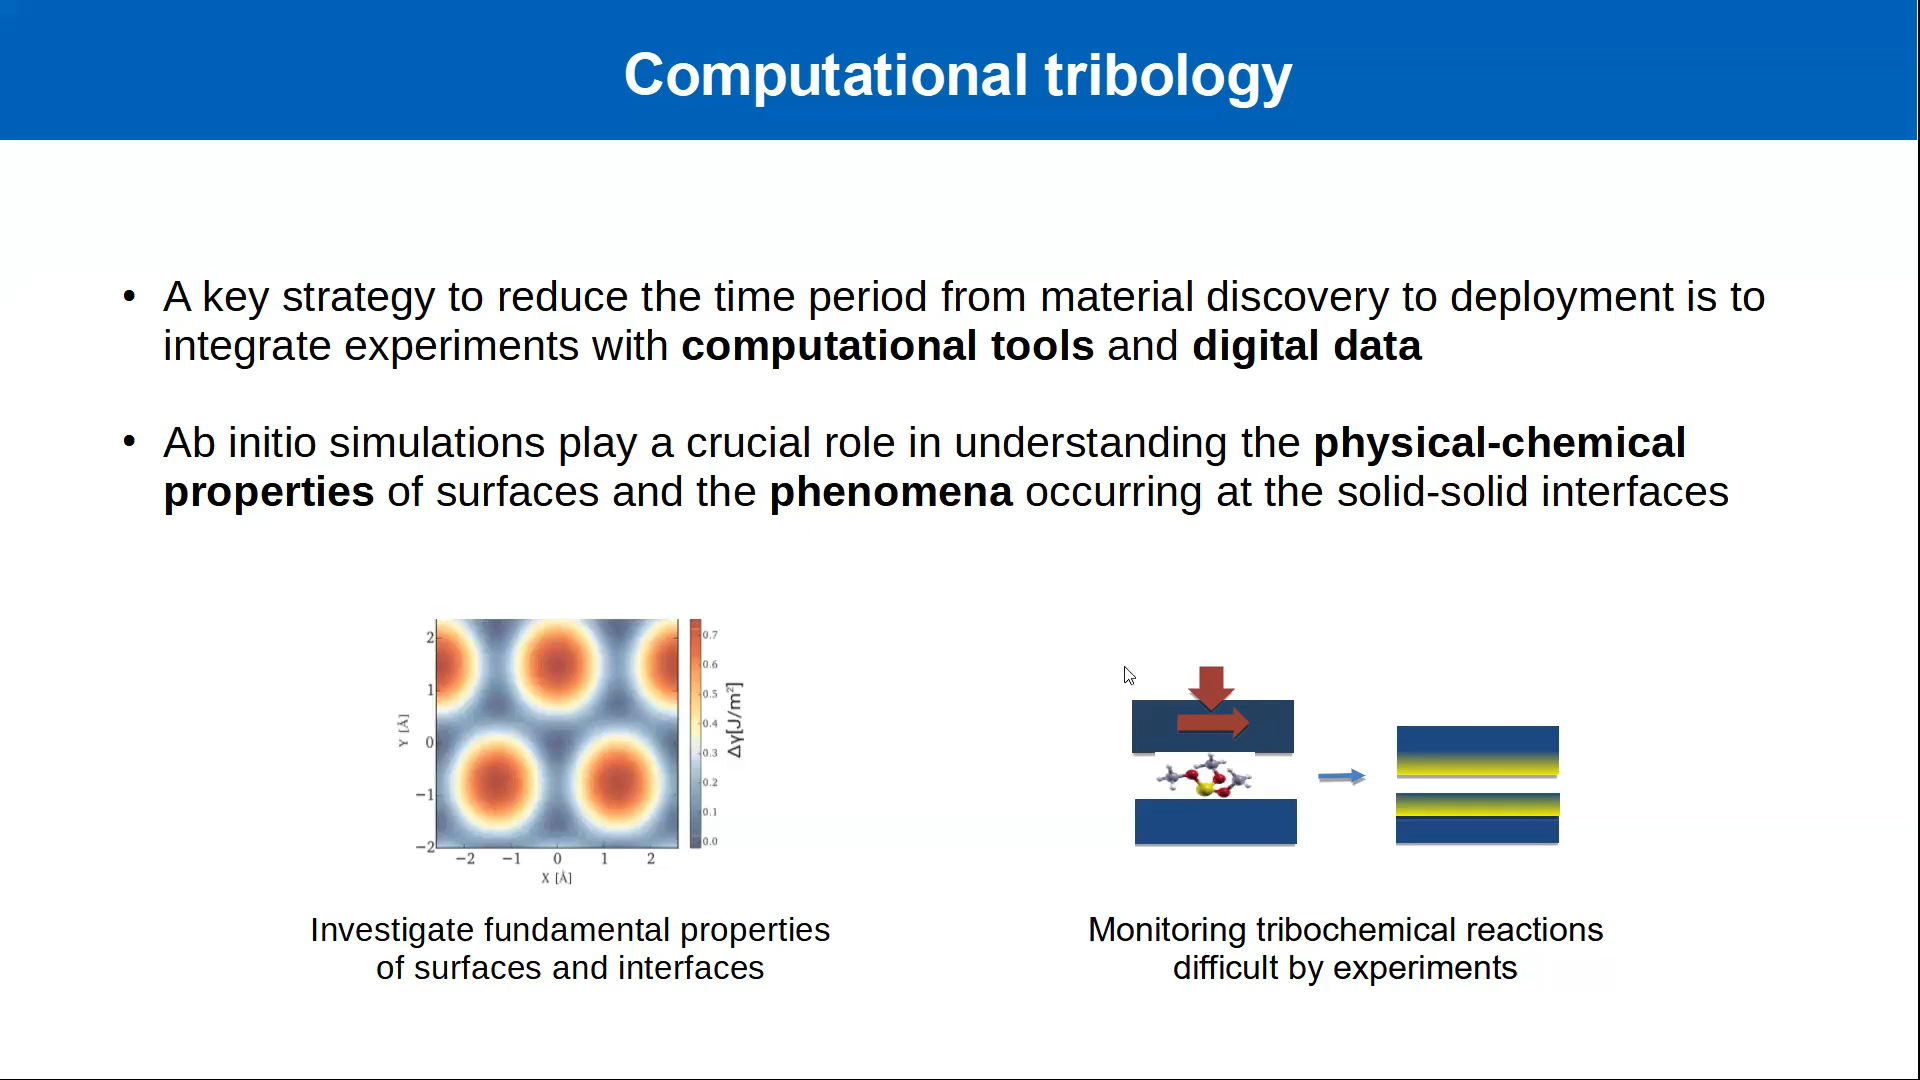 Computational tribology
• A key strategy to reduce the time period from material discovery to deployment is to
integrate experiments with computational tools and digital data
• Ab initio simulations play a crucial role in understanding the physical-chemical
properties of surfaces and the phenomena occurring at the solid-solid interfaces
2
1
0
−1
−2
Y [Å]
−2 −1 0 1 2
X [Å]
0.7
0.6
0.5
0.4
0.3
0.2
0.1
0.0
Δγ[J/m²]
Investigate fundamental properties
of surfaces and interfaces
Monitoring tribochemical reactions
difficult by experiments